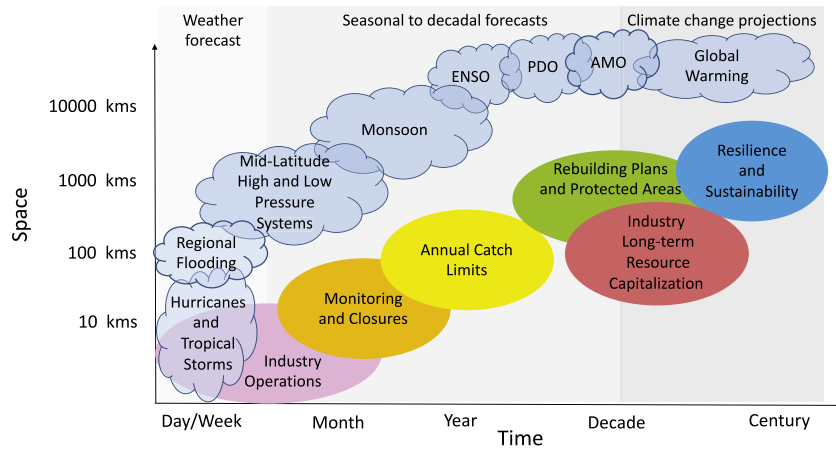 Weather
forecast
Seasonal to decadal forecasts
Climate change projections
Space
10000 kms
1000 kms
100 kms
10 kms
ENSO
PDO
AMO
Global
Warming
Monsoon
Mid-Latitude
High and Low
Pressure
Systems
Regional
Flooding
Hurricanes
and
Tropical
Storms
Industry
Operations
Monitoring
and Closures
Annual Catch
Limits
Rebuilding Plans
and Protected Areas
Industry
Long-term
Resource
Capitalization
Resilience
and
Sustainability
Day/Week
Month
Year
Decade
Century
Time